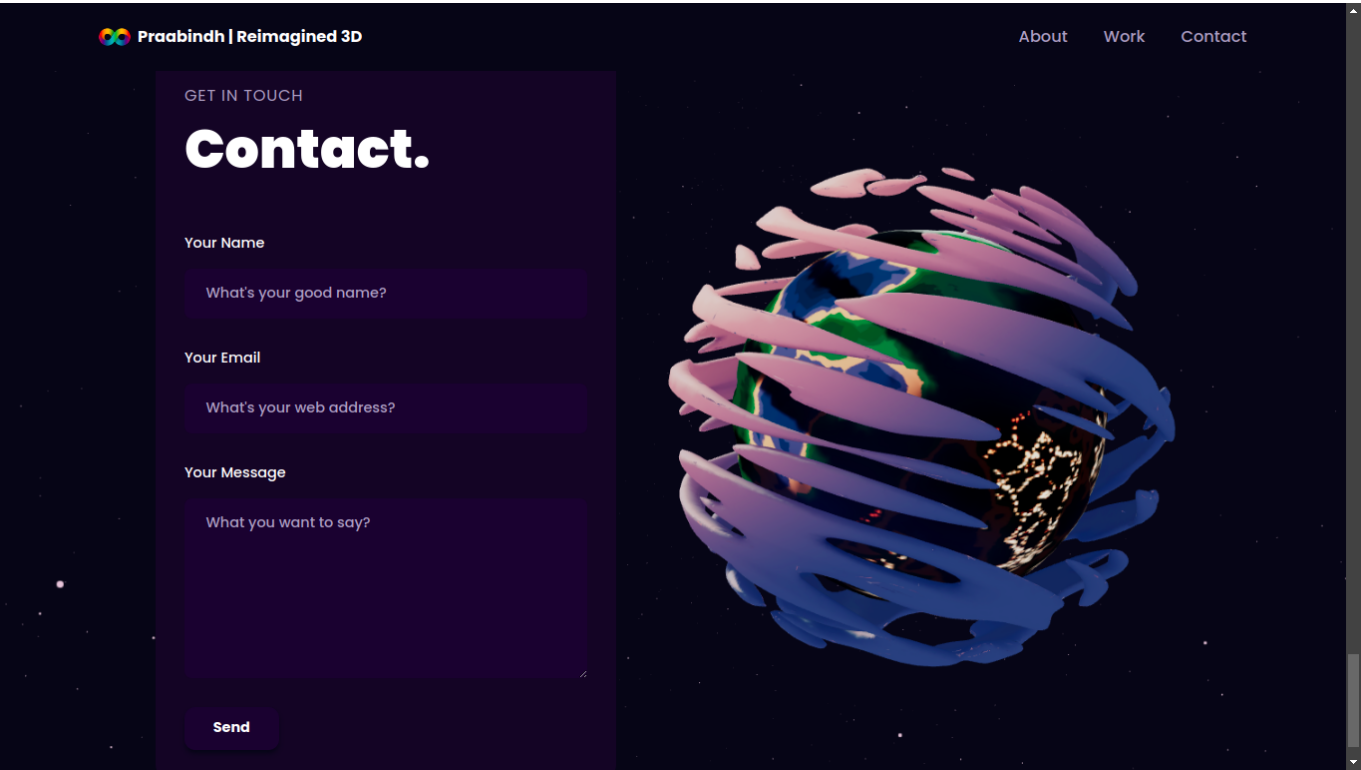 Praabindh | Reimagined 3D
About Work Contact
GET IN TOUCH
Contact.
Your Name
What's your good name?
Your Email
What's your web address?
Your Message
What you want to say?
Send